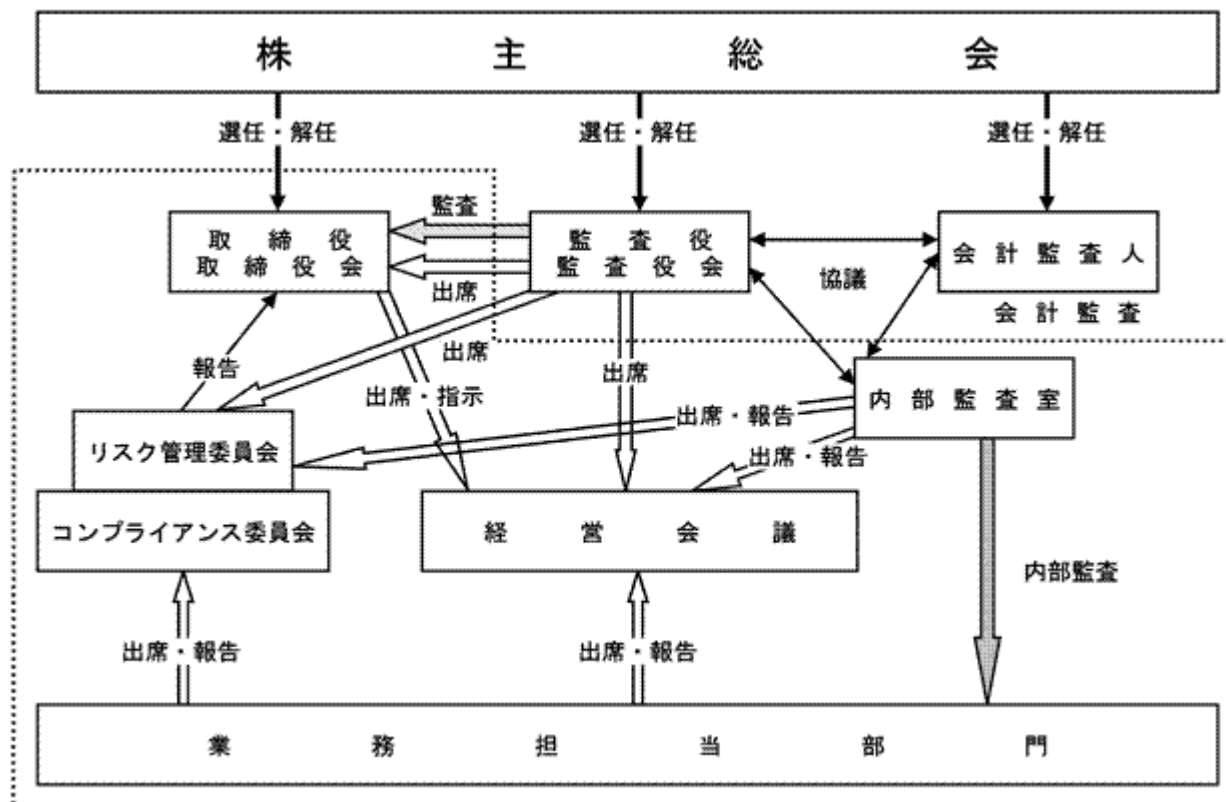 株主総会
選任・解任
選任・解任
選任・解任
監査
取締役
取締役会
監査役
監査役会
会計監査人
出席
協議
会計監査
報告
出席
出席
出席・指示
内部監査室
出席・報告
リスク管理委員会
出席・報告
コンプライアンス委員会
経営会議
内部監査
出席・報告
出席・報告
業務担当部門